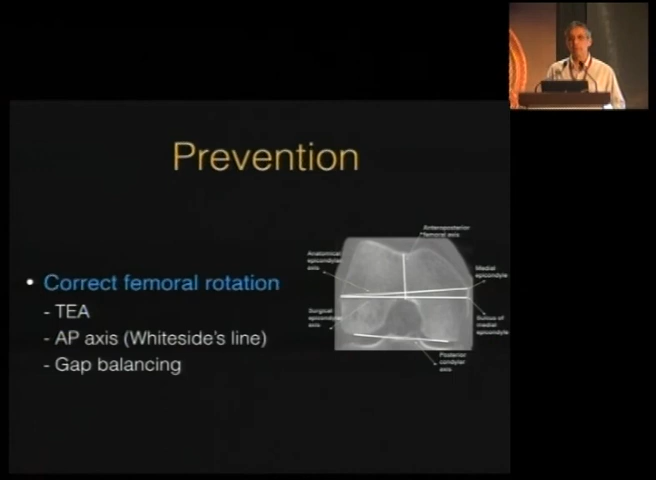 Prevention
• Correct femoral rotation
- TEA
- AP axis (Whiteside's line)
- Gap balancing
Anteroposterior
femoral axis
Anatomical
epicondylar
axis
Medial
epicondyle
Surgical
epicondylar
axis
Sulcus of
medial
epicondyle
Posterior
condylar
axis